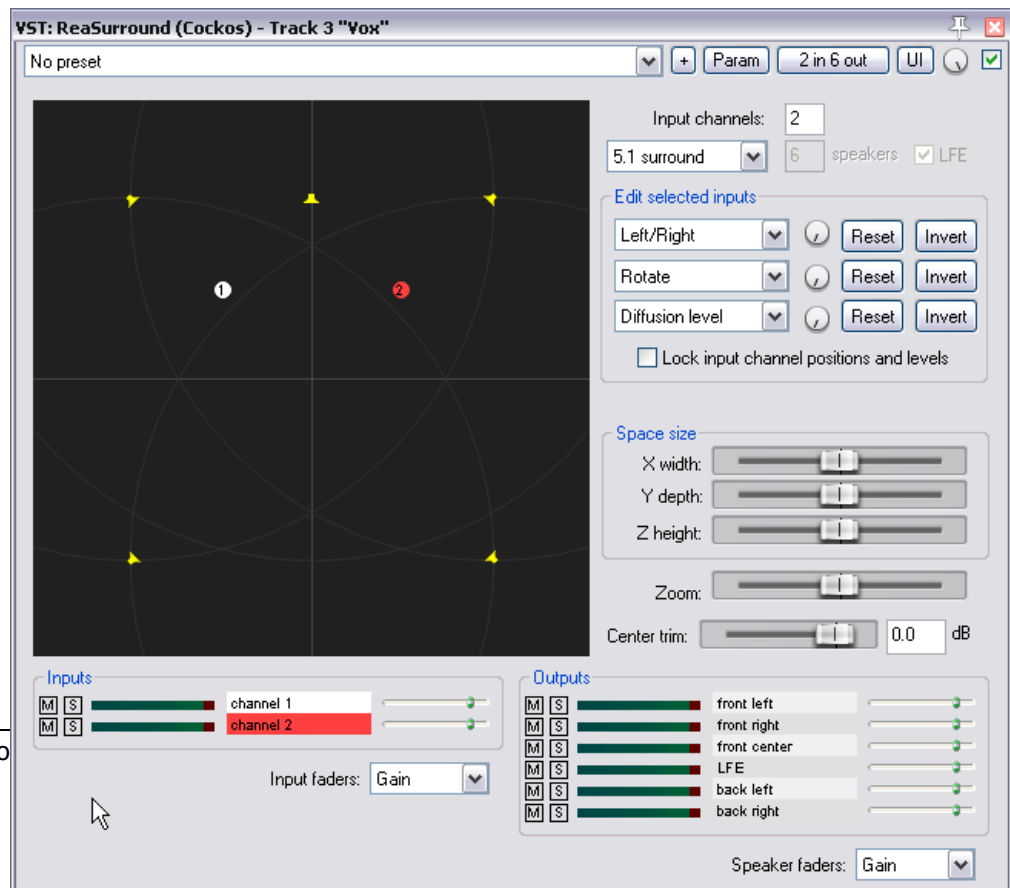 VST: ReaSurround (Cockos) - Track 3 "Vox"
No preset + Param 2 in 6 out UI
Input channels: 2
5.1 surround 6 speakers LFE
Edit selected inputs
Left/Right Reset Invert
Rotate Reset Invert
Diffusion level Reset Invert
Lock input channel positions and levels
1 2
Space size
X width:
Y depth:
Z height:
Zoom:
Center trim: 0.0 dB
Inputs
M S channel 1
M S channel 2
Input faders: Gain
Outputs
M S front left
M S front right
M S front center
M S LFE
M S back left
M S back right
Speaker faders: Gain